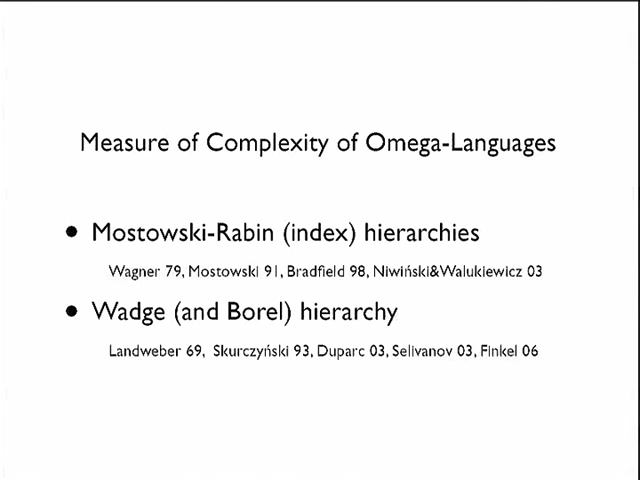 Measure of Complexity of Omega-Languages
• Mostowski-Rabin (index) hierarchies
Wagner 79, Mostowski 91, Bradfield 98, Niwiński&Walukiewicz 03
• Wadge (and Borel) hierarchy
Landweber 69, Skurczyński 93, Duparc 03, Selivanov 03, Finkel 06